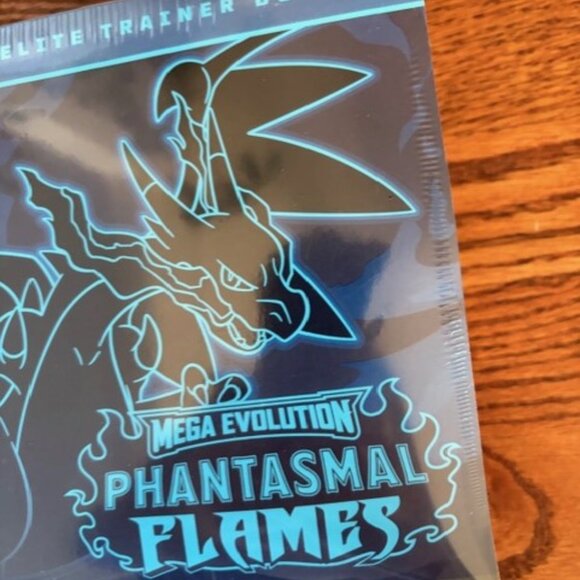 ELITE TRAINER
MEGA EVOLUTION
PHANTASMAL
FLAMES